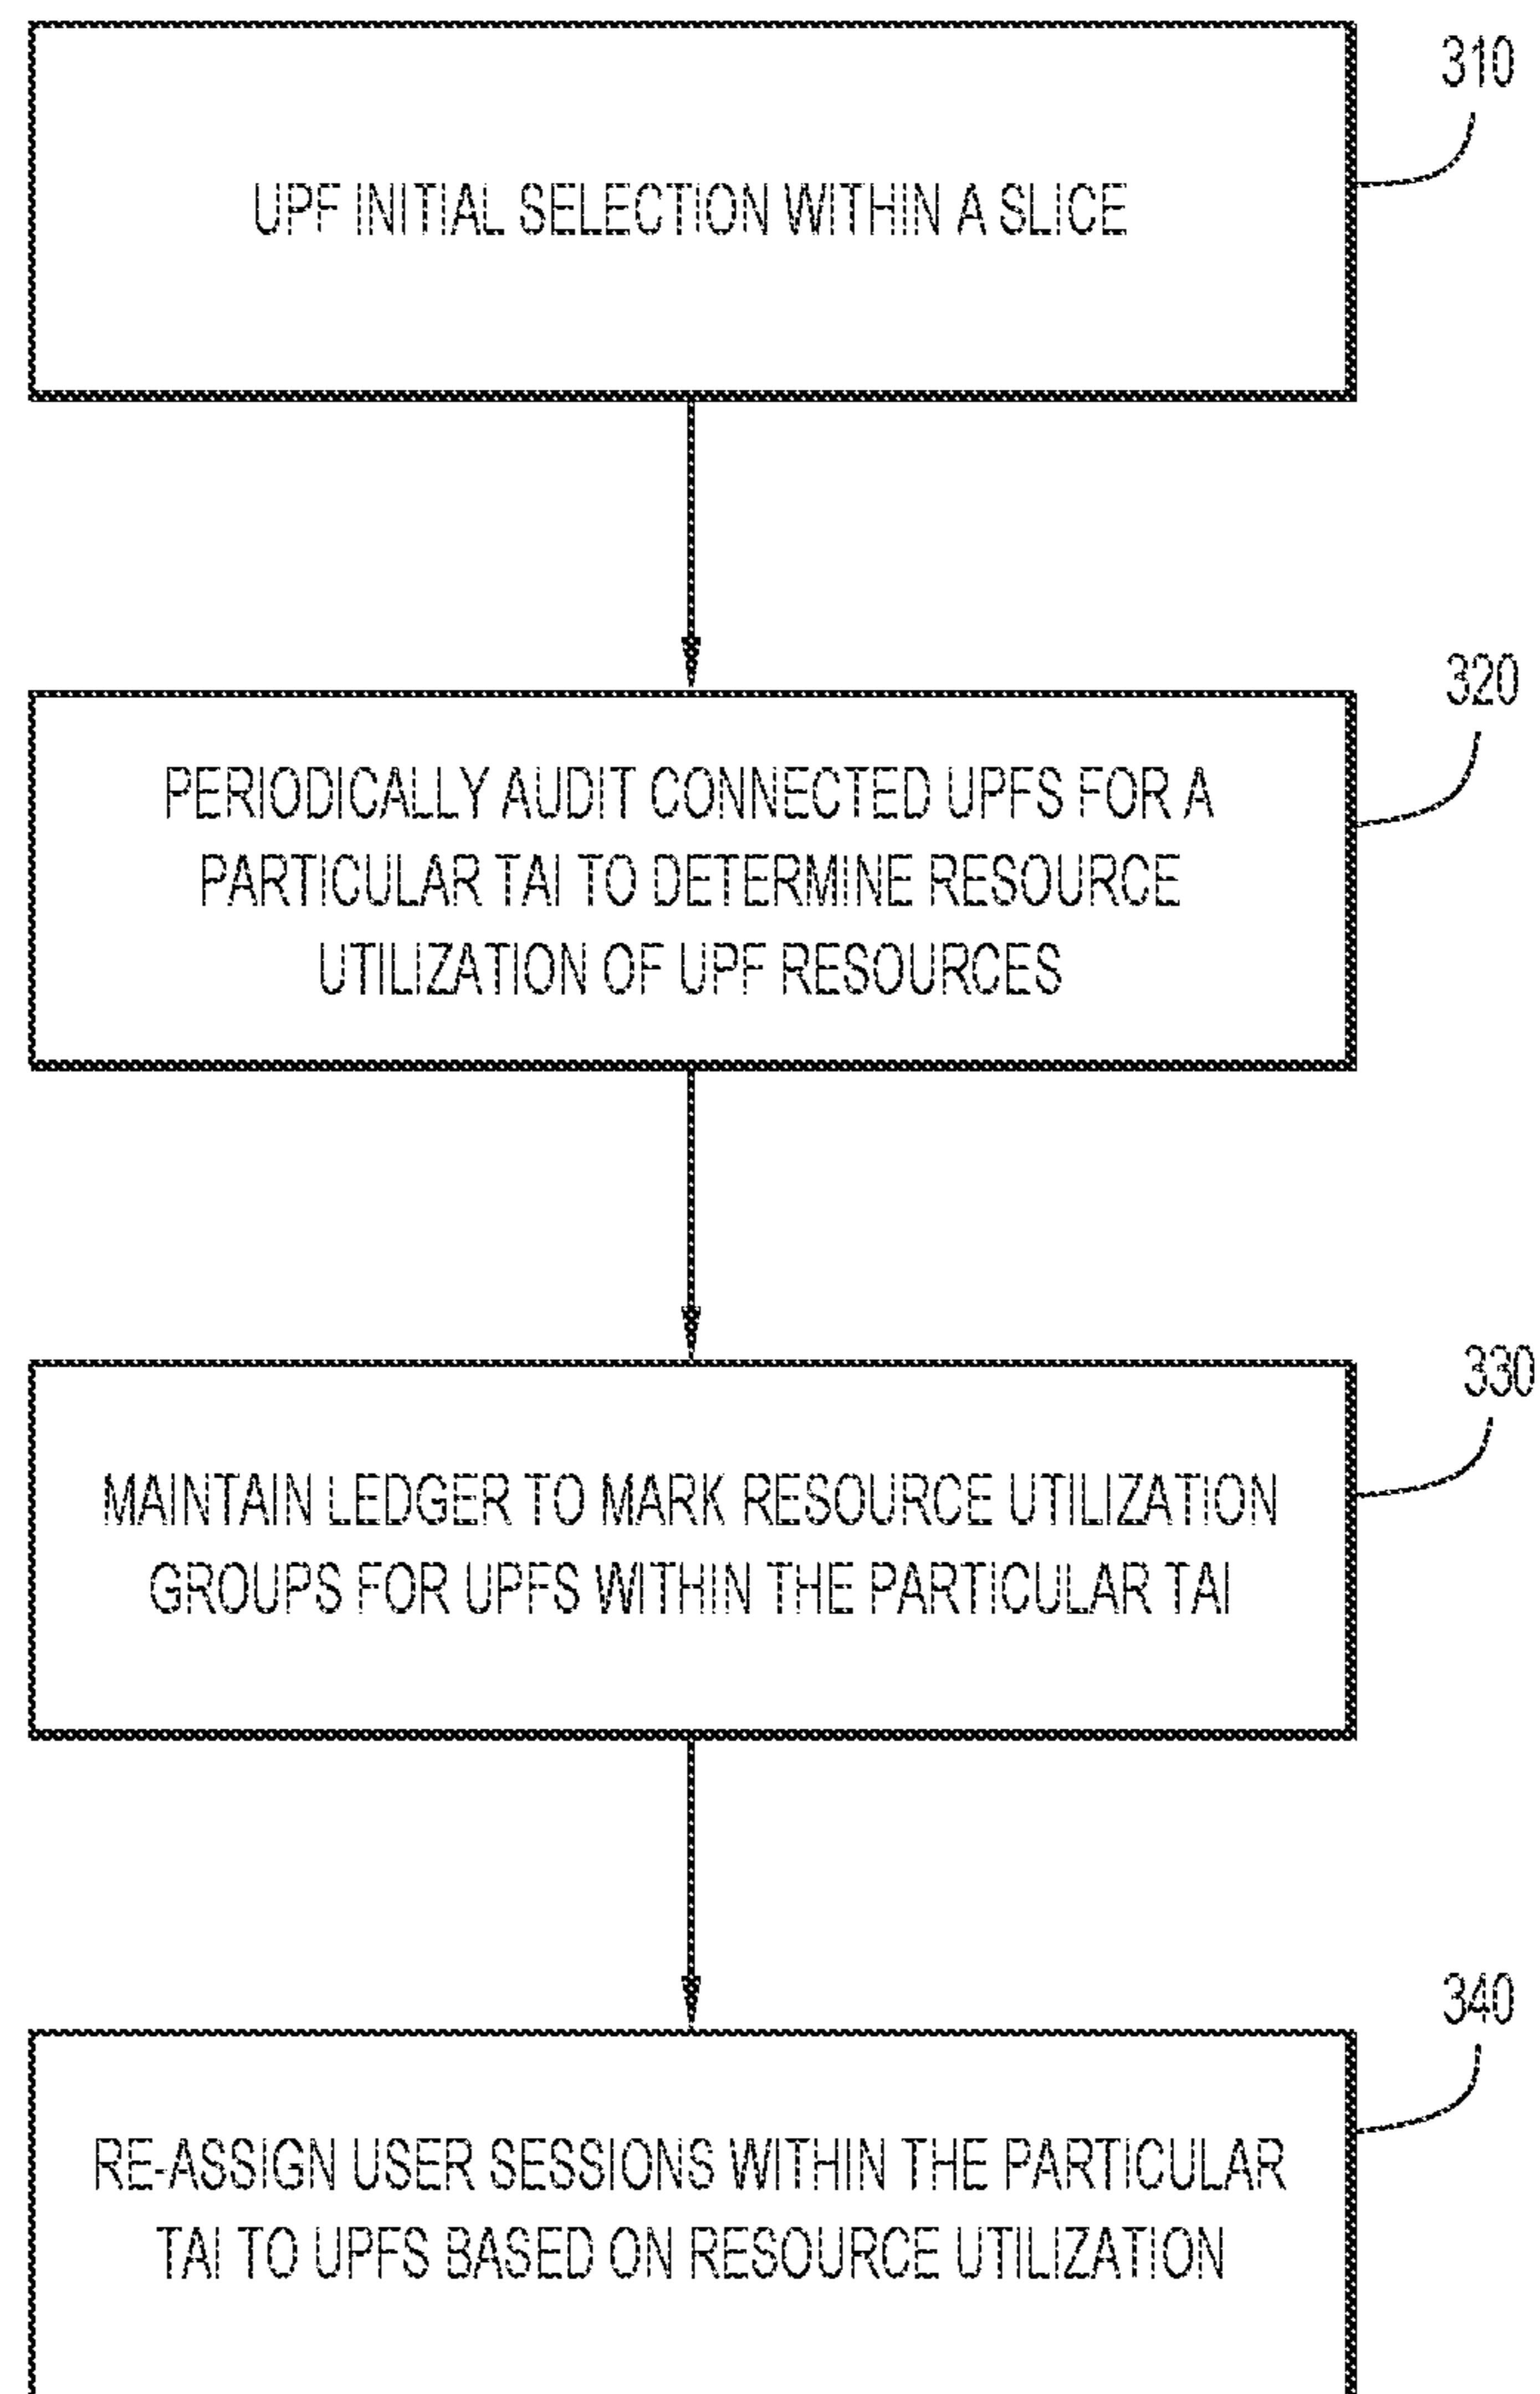 310
UPF INITIAL SELECTION WITHIN A SLICE
320
PERIODICALLY AUDIT CONNECTED UPFS FOR A
PARTICULAR TAI TO DETERMINE RESOURCE
UTILIZATION OF UPF RESOURCES
330
MAINTAIN LEDGER TO MARK RESOURCE UTILIZATION
GROUPS FOR UPFS WITHIN THE PARTICULAR TAI
340
RE-ASSIGN USER SESSIONS WITHIN THE PARTICULAR
TAI TO UPFS BASED ON RESOURCE UTILIZATION